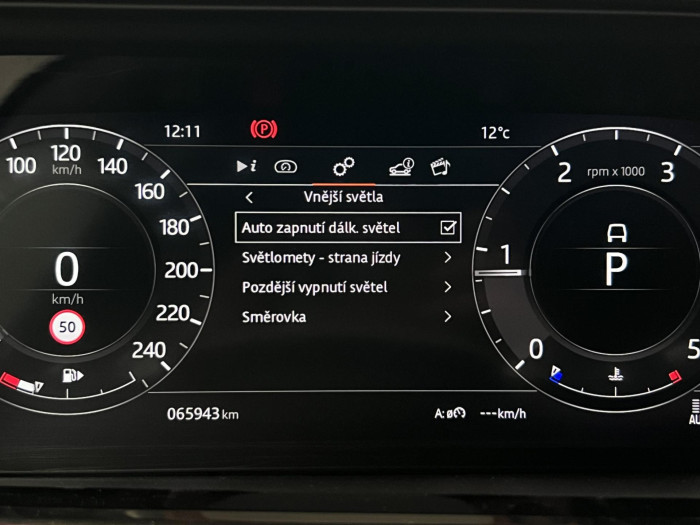 12:11
P
12°c
100
120
km/h
140
160
180
200
220
240
0
km/h
50
i
i
Vnější světla
Auto zapnutí dálk. světel
Světlomety - strana jízdy
Pozdější vypnutí světel
Směrovka
2
rpm x 1000
3
1
0
5
A
P
065943 km
A:ø
---km/h
AU